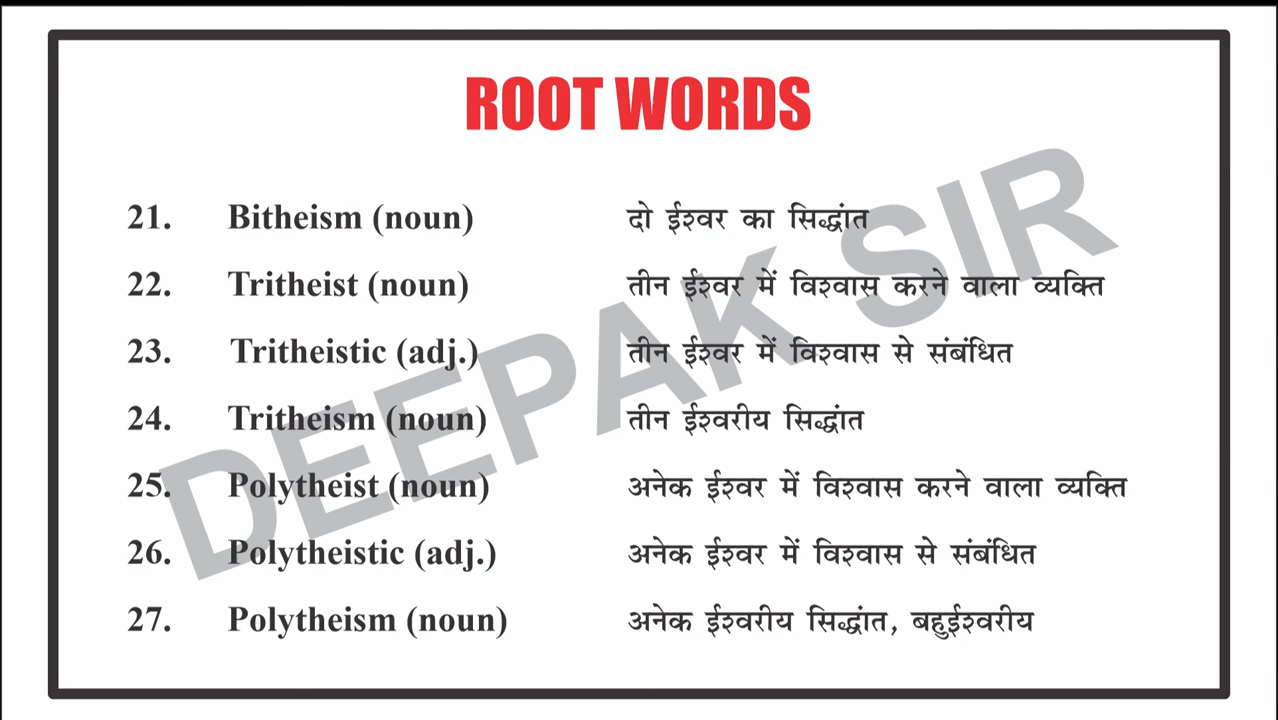 ROOT WORDS
21. Bitheism (noun) दो ईश्वर का सिद्धांत
22. Tritheist (noun) तीन ईश्वर में विश्वास करने वाला व्यक्ति
23. Tritheistic (adj.) तीन ईश्वर में विश्वास से संबंधित
24. Tritheism (noun) तीन ईश्वरीय सिद्धांत
25. Polytheist (noun) अनेक ईश्वर में विश्वास करने वाला व्यक्ति
26. Polytheistic (adj.) अनेक ईश्वर में विश्वास से संबंधित
27. Polytheism (noun) अनेक ईश्वरीय सिद्धांत, बहुईश्वरीय
DEEPAK SIR